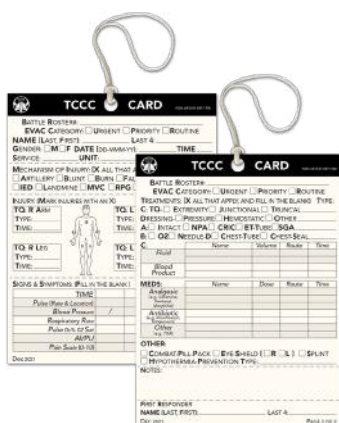 TCCC CARD
BATTLE ROSTER#:
EVAC CATEGORY: URGENT PRIORITY ROUTINE
NAME (LAST, FIRST): LAST 4:
GENDER: M F DATE (DD-MMM-YY): TIME
SERVICE: UNIT:
MECHANISM OF INJURY: (X ALL THAT A
ARTILLERY BLUNT BURN FAL
IED LANDMINE MVC RPG
INJURY: (MARK INJURIES WITH AN X)
TQ: R ARM TQ: L
TYPE: TYPE:
TIME: TIME:
TQ: R LEG TQ: L
TYPE: TYPE:
TIME: TIME:
SIGNS & SYMPTOMS: (FILL IN THE BLANK)
TIME
Pulse (Rate & Location)
Blood Pressure /
Respiratory Rate
Pulse Ox % O2 Sat
AVPU
Pain Scale (0-10)
TCCC CARD
BATTLE ROSTER#:
EVAC CATEGORY: URGENT PRIORITY ROUTINE
TREATMENTS: (X ALL THAT APPLY, AND FILL IN THE BLANK) TYPE:
C: TQ- EXTREMITY JUNCTIONAL TRUNCAL
DRESSING- PRESSURE HEMOSTATIC OTHER
A: INTACT NPA CRIC ET-TUBE SGA
B: O2 NEEDLE-D CHEST-TUBE CHEST-SEAL
C: Name Volume Route Time
Fluid
Blood
Product
MEDS: Name Dose Route Time
Analgesic
Antibiotic
Other
OTHER:
COMBAT PILL PACK EYE SHIELD ( R L ) SPLINT
HYPOTHERMIA-PREVENTION TYPE:
NOTES:
FIRST RESPONDER
NAME (LAST, FIRST): LAST 4: